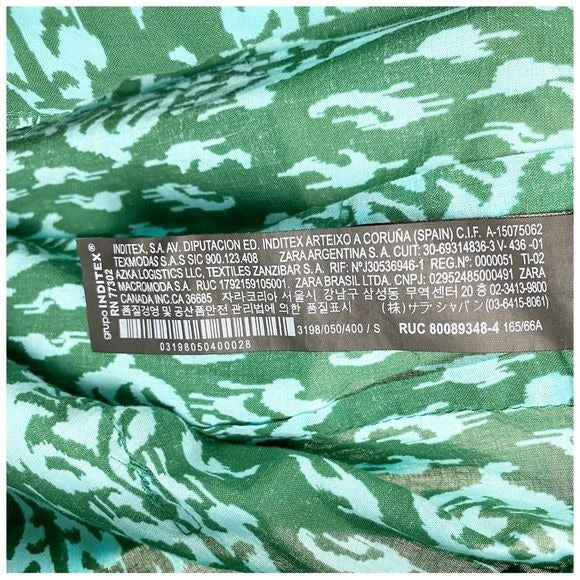 grupo INDITEX®
RN 77302
INDITEX, S.A. AV. DIPUTACION ED. INDITEX ARTEIXO A CORUÑA (SPAIN) C.I.F. A-15075062
TEXMODAS S.A.S SIC 900.123.408 ZARA ARGENTINA S. A. CUIT: 30-69314836-3 V- 436 -01
AZKA LOGISTICS LLC, TEXTILES ZANZIBAR S. A. RIF: NºJ30536946-1 REG.Nº: 0000051 TI-02
MACROMODA S.A. RUC 1792159105001. ZARA BRASIL LTDA. CNPJ: 02952485000491 ZARA
CANADA INC.CA 36685 자라코리아 서울시 강남구 삼성동 무역센터 20 층 (02)5121728
품질경영 및 공산품안전 관리법에 의한 품질표시 (株)ザラ・ジャパン (03-6415-8061)
3198/050/400 / S RUC 80089348-4 165/66A
03198050400028